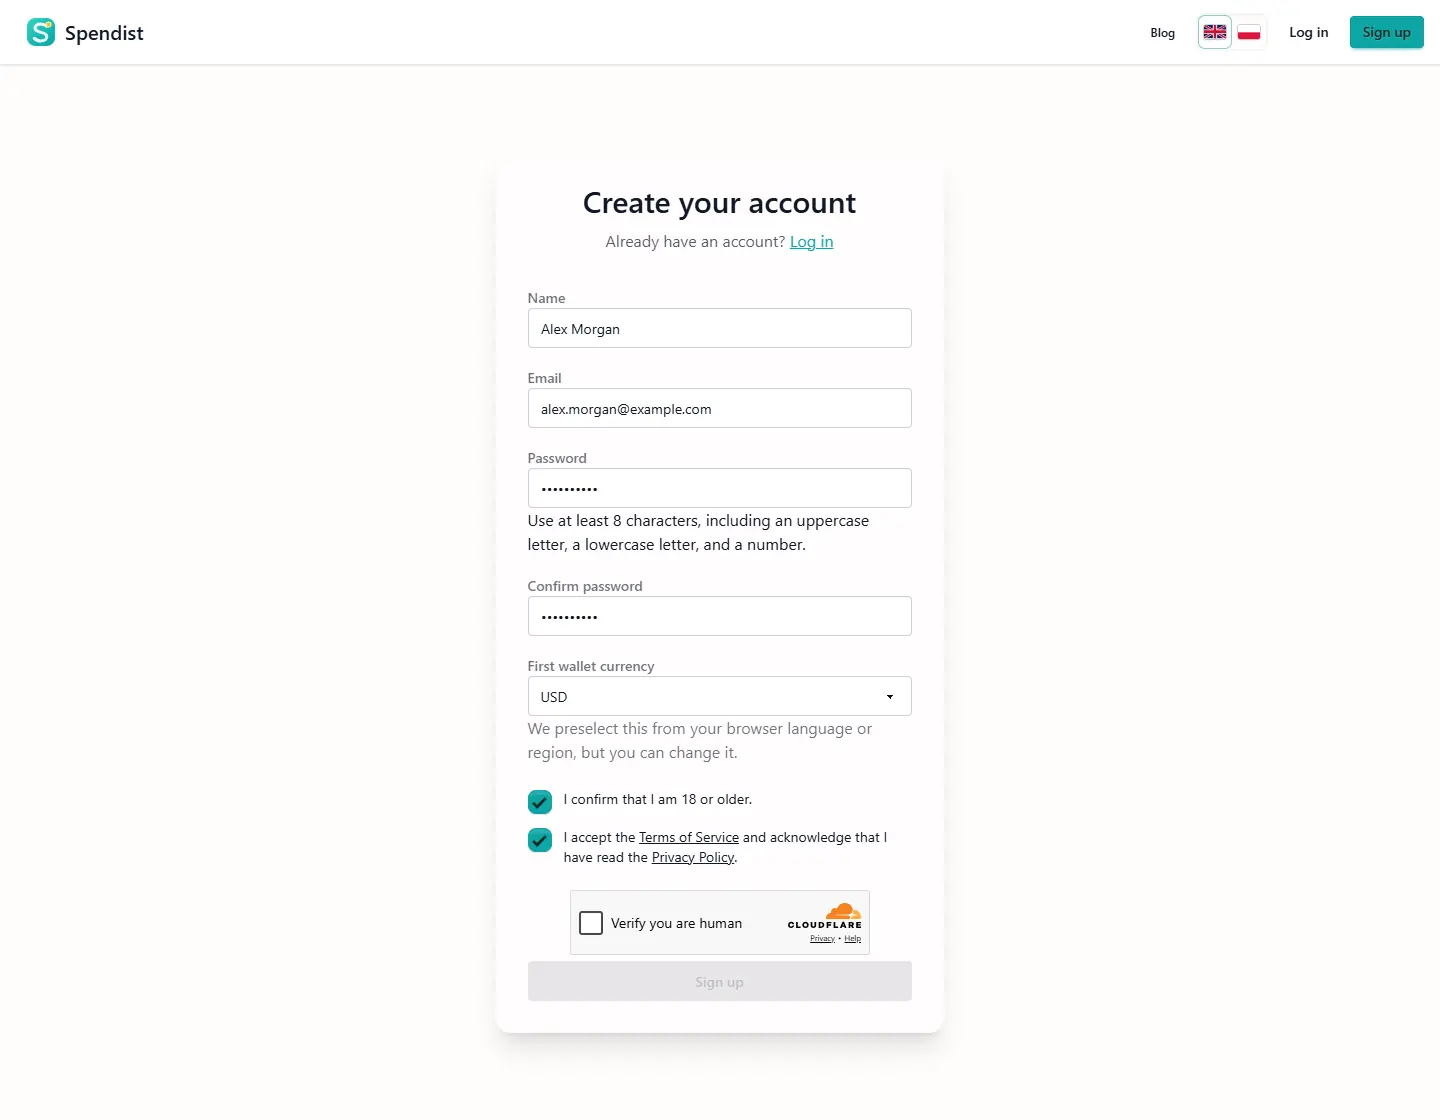 Spendist
Blog
Log in
Sign up
Create your account
Already have an account? Log in
Name
Alex Morgan
Email
alex.morgan@example.com
Password
••••••••••
Use at least 8 characters, including an uppercase
letter, a lowercase letter, and a number.
Confirm password
••••••••••
First wallet currency
USD
We preselect this from your browser language or
region, but you can change it.
I confirm that I am 18 or older.
I accept the Terms of Service and acknowledge that I
have read the Privacy Policy.
Verify you are human
CLOUDFLARE
Privacy • Help
Sign up